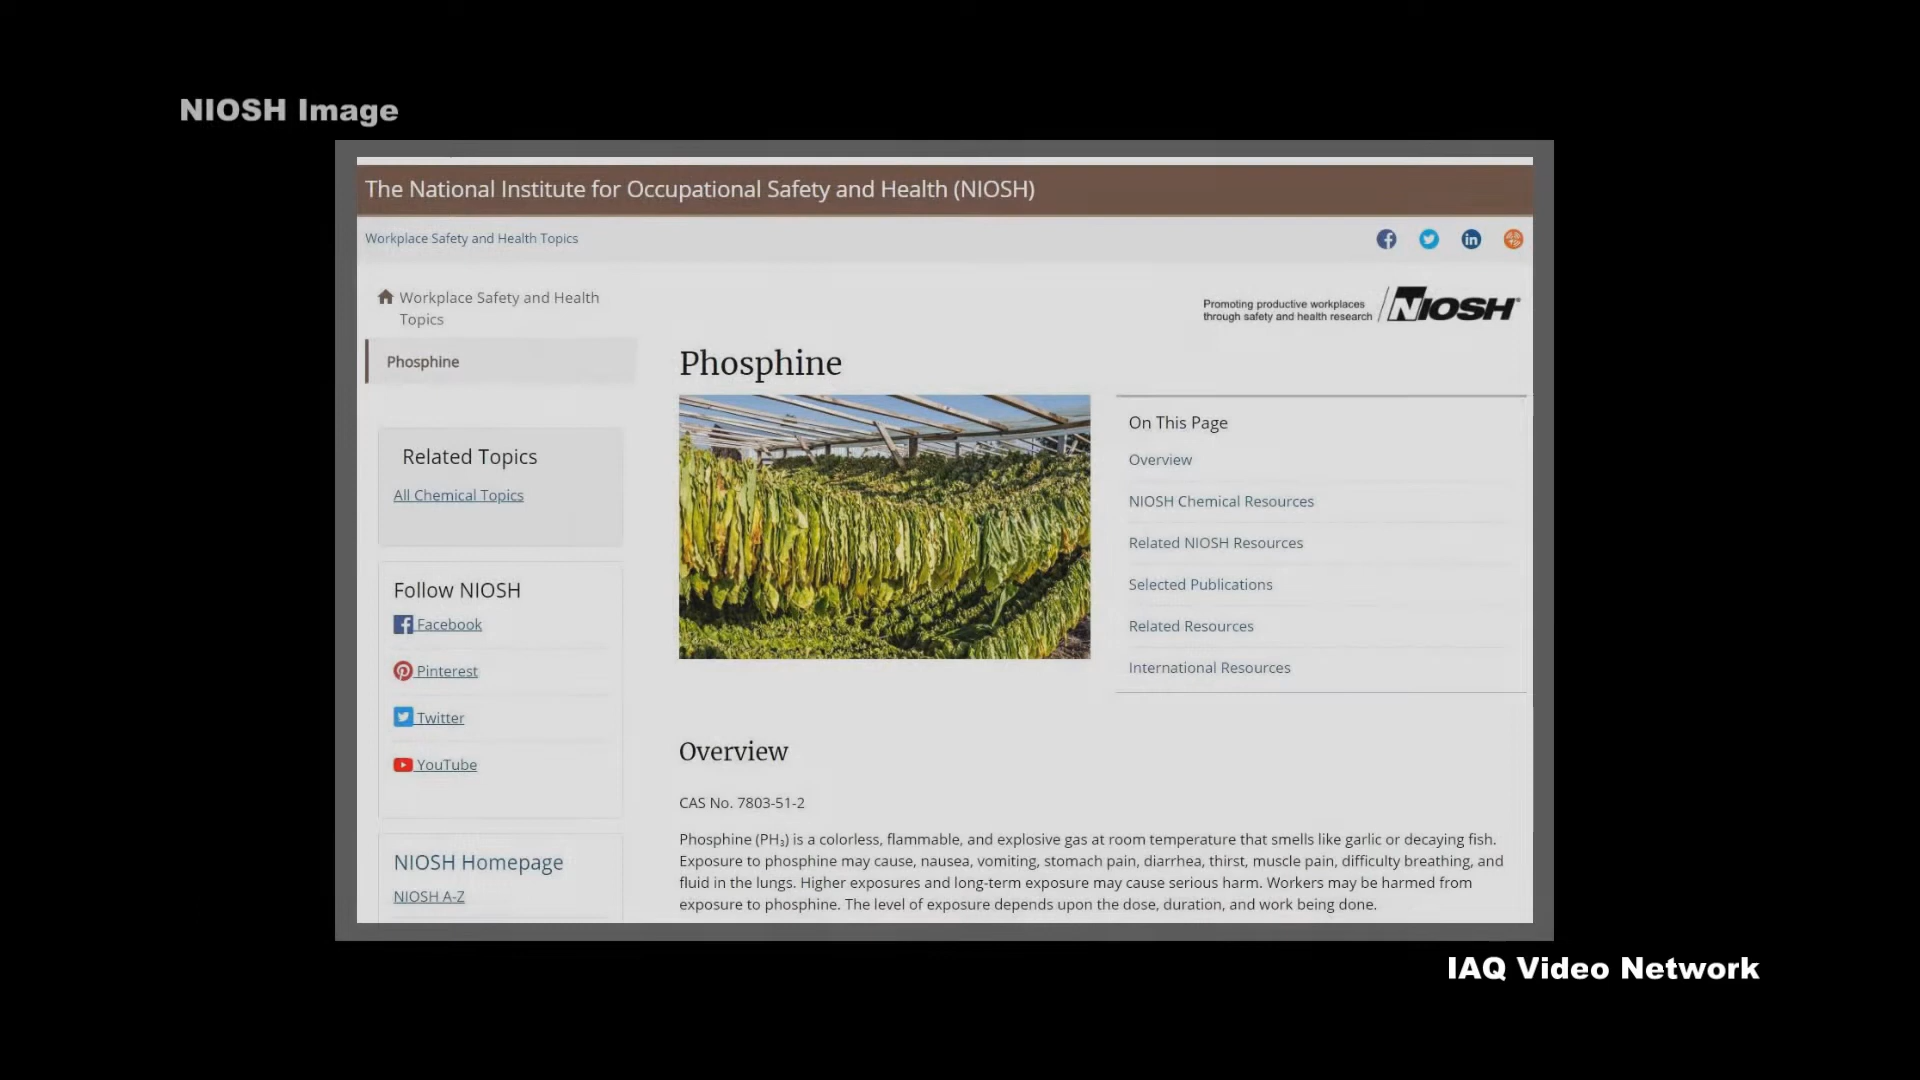 NIOSH Image
The National Institute for Occupational Safety and Health (NIOSH)
Workplace Safety and Health Topics
Workplace Safety and Health
Topics
Phosphine
Related Topics
All Chemical Topics
Follow NIOSH
Facebook
Pinterest
Twitter
YouTube
NIOSH Homepage
NIOSH A-Z
Promoting productive workplaces
through safety and health research
NIOSH®
Phosphine
On This Page
Overview
NIOSH Chemical Resources
Related NIOSH Resources
Selected Publications
Related Resources
International Resources
Overview
CAS No. 7803-51-2
Phosphine (PH₃) is a colorless, flammable, and explosive gas at room temperature that smells like garlic or decaying fish.
Exposure to phosphine may cause, nausea, vomiting, stomach pain, diarrhea, thirst, muscle pain, difficulty breathing, and
fluid in the lungs. Higher exposures and long-term exposure may cause serious harm. Workers may be harmed from
exposure to phosphine. The level of exposure depends upon the dose, duration, and work being done.
IAQ Video Network